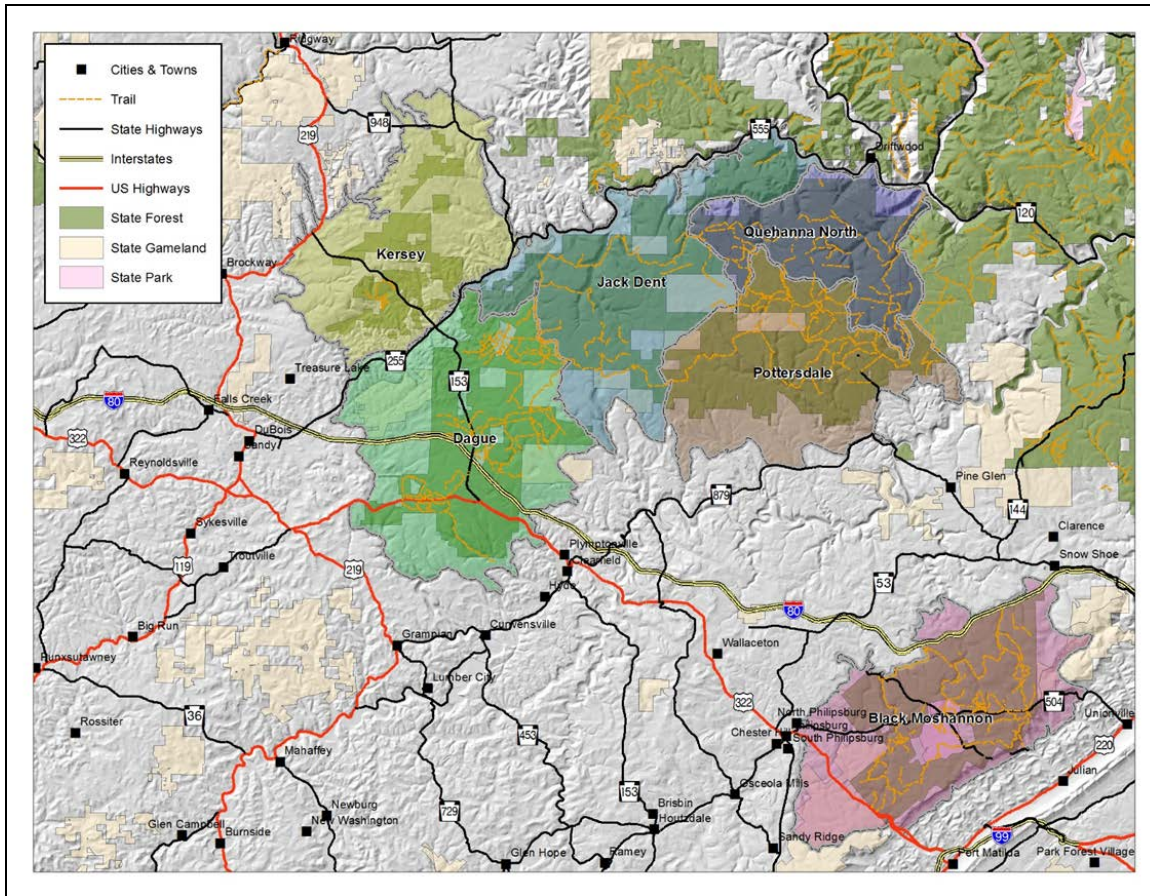 Ridgway
Cities & Towns
Trail
State Highways
Interstates
US Highways
State Forest
State Gameland
State Park
219
948
555
Driftwood
120
Quehanna North
Kersey
Brockway
Jack Dent
255
Treasure Lake
153
Pottersdale
80
Falls Creek
322
DuBois
Sandy
Dague
Reynoldsville
Pine Glen
879
144
Sykesville
Clarence
Plymptonville
Clearfield
Snow Shoe
119
Troutville
219
Hyde
53
80
Big Run
Curwensville
Grampian
Wallaceton
Punxsutawney
Lumber City
322
504
36
Rossiter
453
North Philipsburg
Black Moshannon
Unionville
Philipsburg
Chester Hill
South Philipsburg
220
Mahaffey
Julian
153
Osceola Mills
Newburg
729
Brisbin
New Washington
Houtzdale
Glen Campbell
Burnside
Sandy Ridge
99
Glen Hope
Ramey
Port Matilda
Park Forest Village